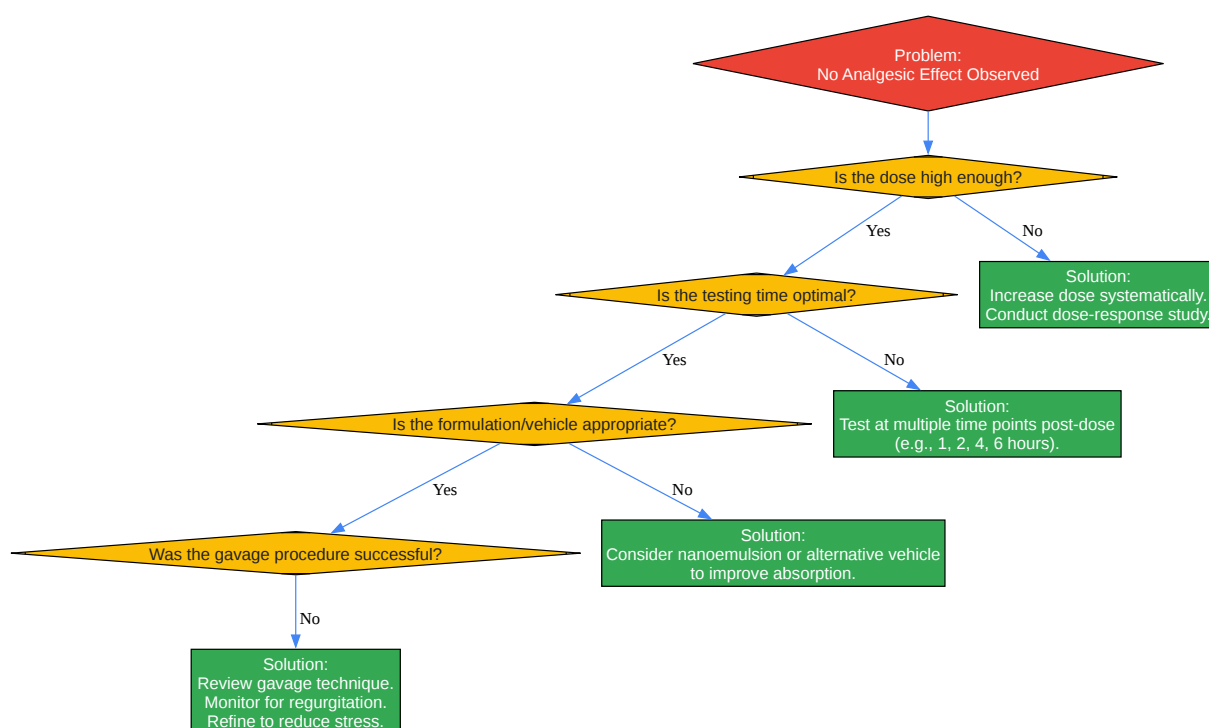 Problem:
No Analgesic Effect Observed
Is the dose high enough?
Yes
No
Solution:
Increase dose systematically.
Conduct dose-response study.
Is the testing time optimal?
Yes
No
Solution:
Test at multiple time points post-dose
(e.g., 1, 2, 4, 6 hours).
Is the formulation/vehicle appropriate?
Yes
No
Solution:
Consider nanoemulsion or alternative vehicle
to improve absorption.
Was the gavage procedure successful?
No
Solution:
Review gavage technique.
Monitor for regurgitation.
Refine to reduce stress.